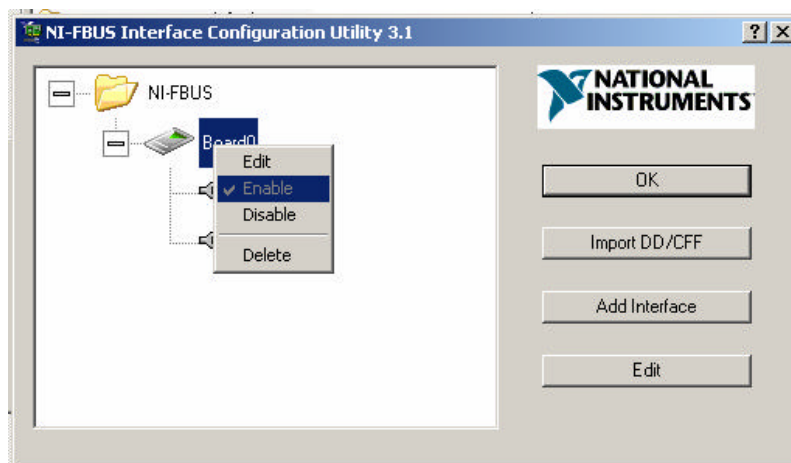 NI-FBUS Interface Configuration Utility 3.1
NI-FBUS
NATIONAL
INSTRUMENTS
Board0
Edit
Enable
Disable
Delete
OK
Import DD/CFF
Add Interface
Edit